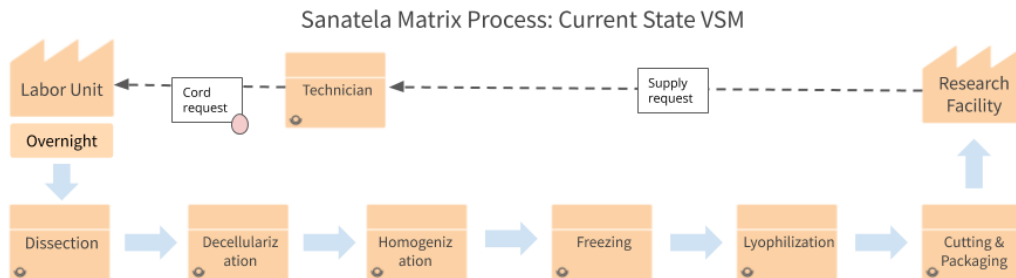 Sanatela Matrix Process: Current State VSM
Labor Unit
Cord
request
Technician
Supply
request
Research
Facility
Overnight
Dissection
Decellulariz
ation
Homogeniz
ation
Freezing
Lyophilization
Cutting &
Packaging